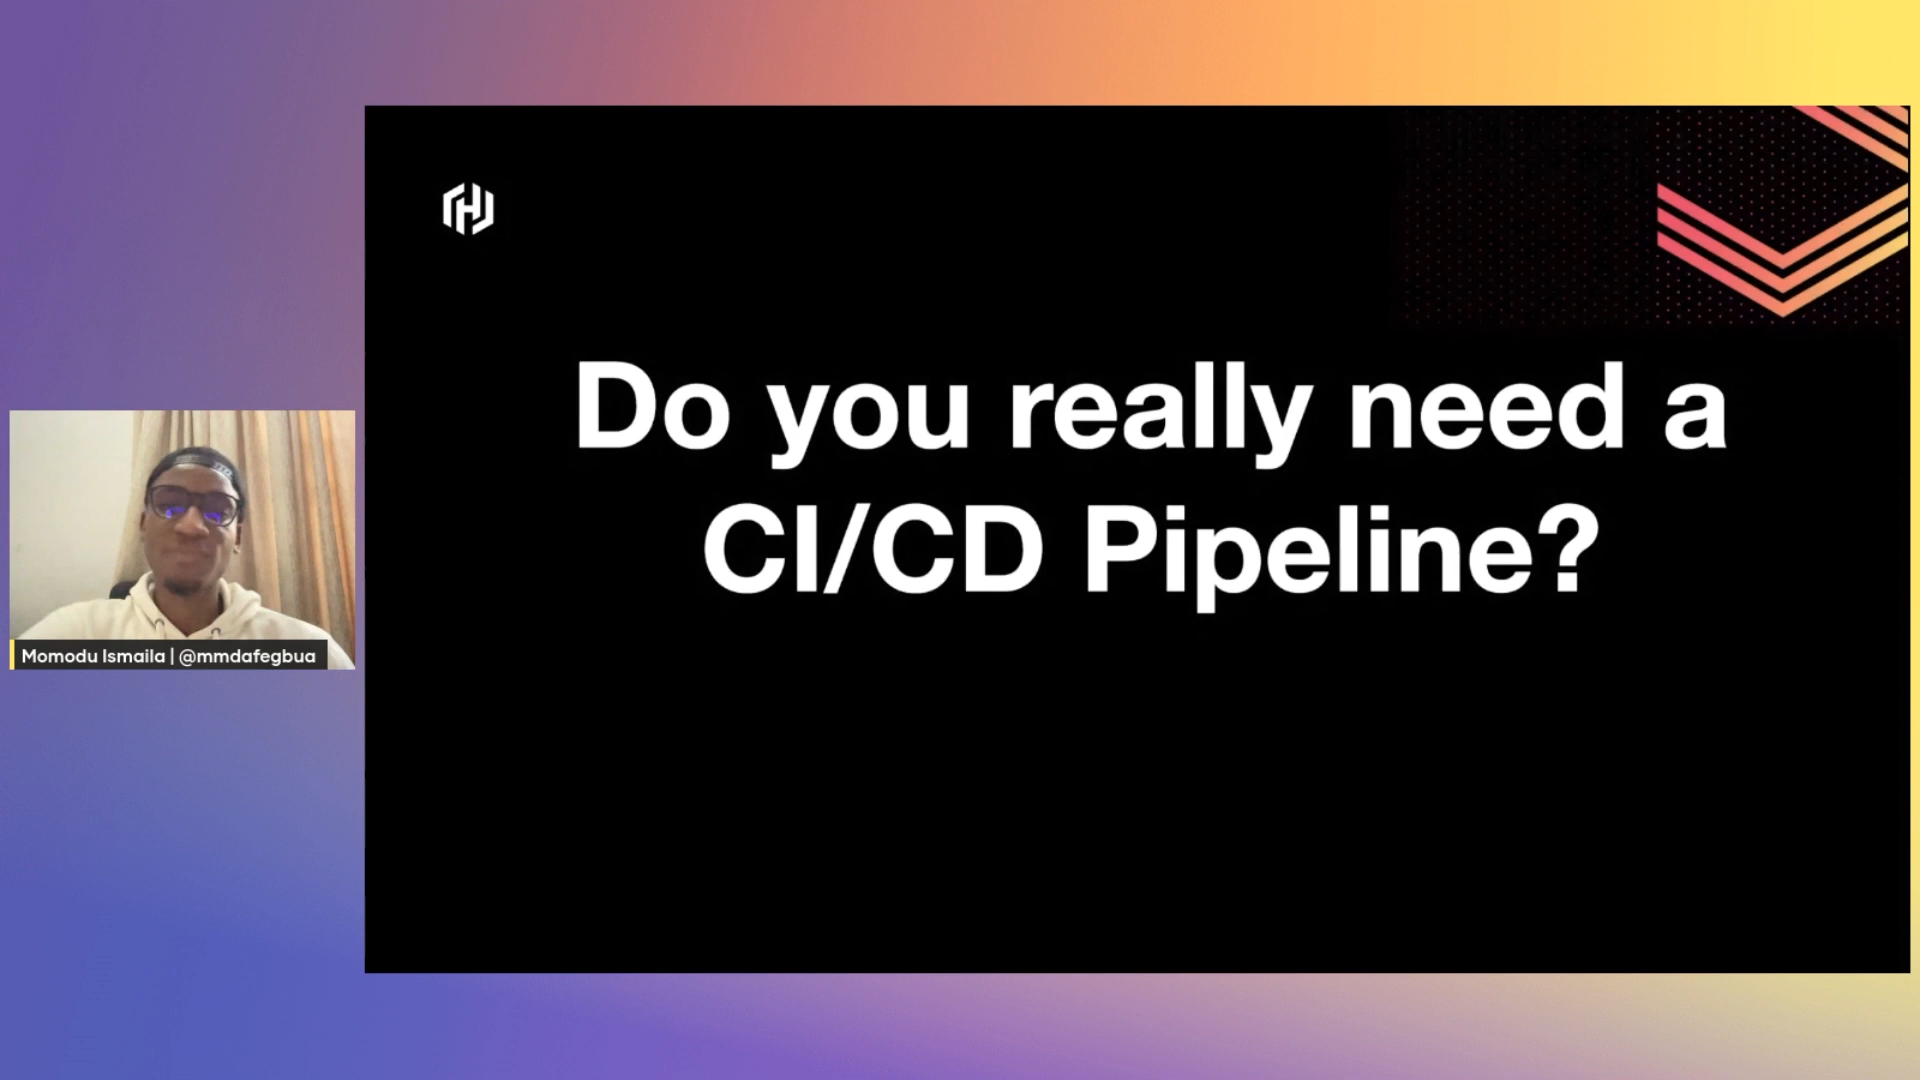 Do you really need a
CI/CD Pipeline?
Momodu Ismaila | @mmdafegbua